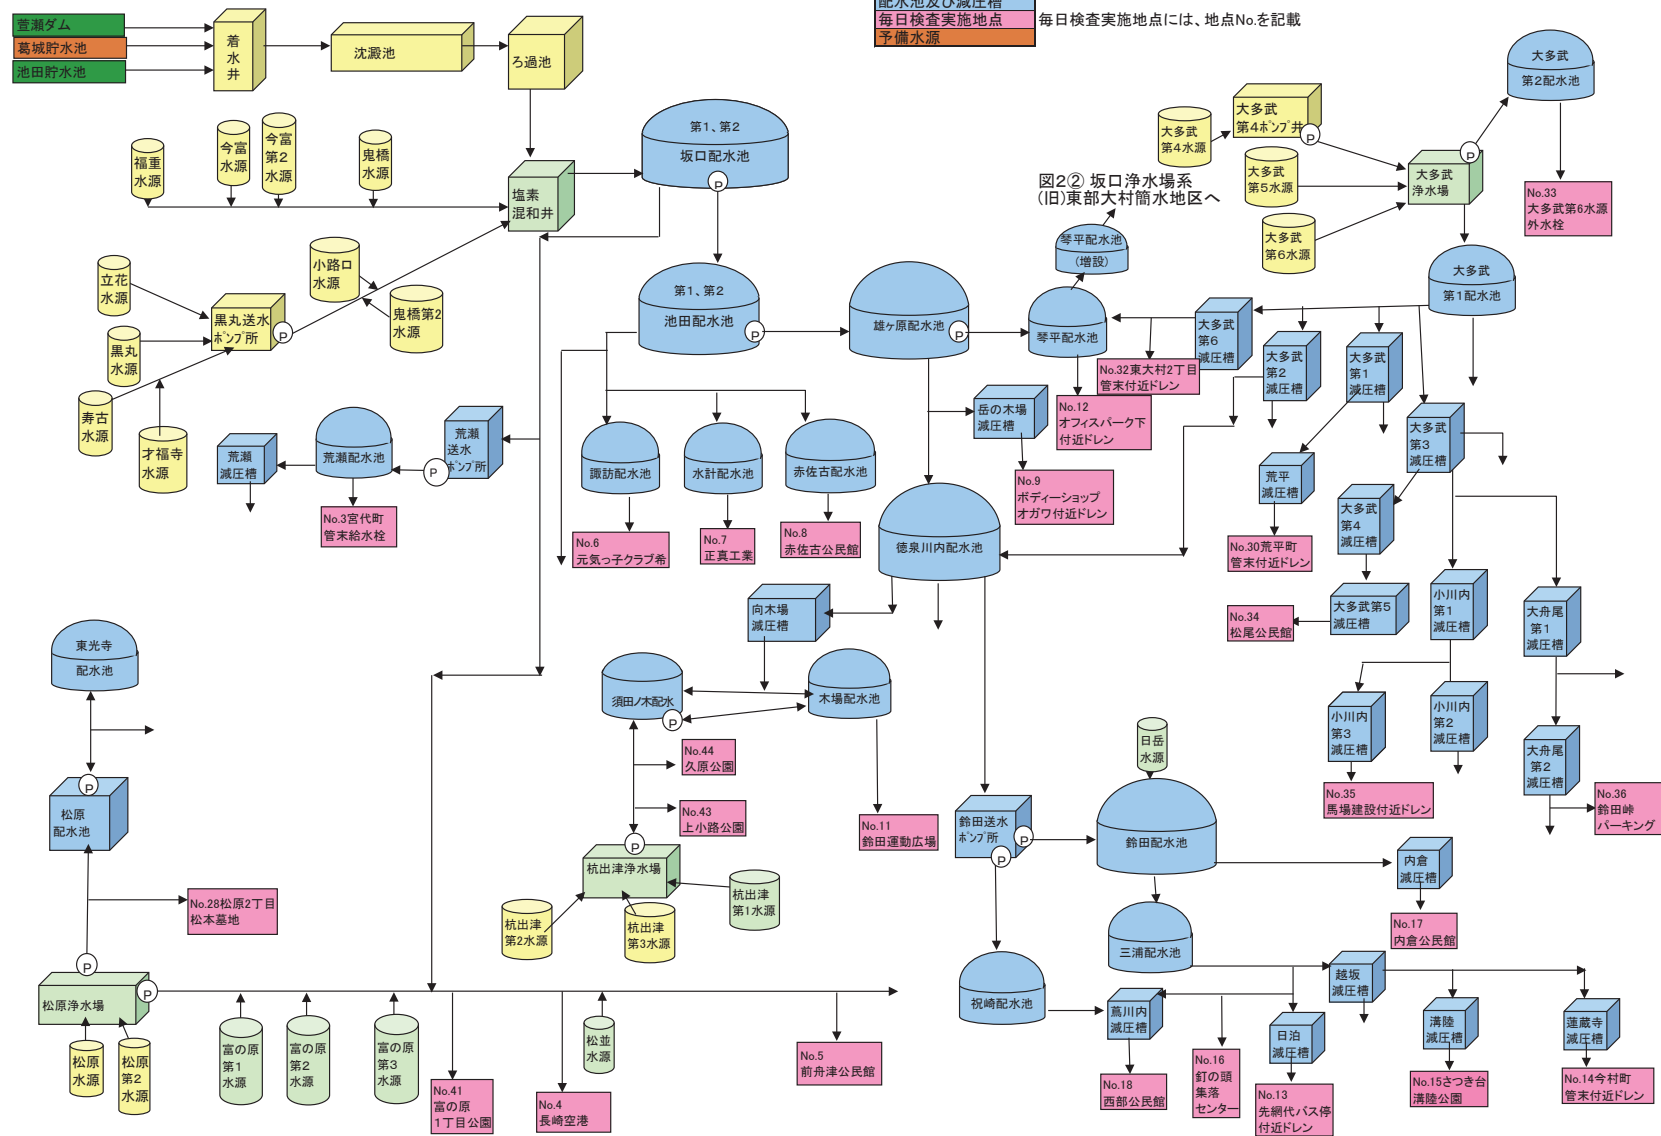 配水池及び減圧槽
毎日検査実施地点
毎日検査実施地点には、地点No.を記載
予備水源
萱瀬ダム
葛城貯水池
池田貯水池
着
水
井
沈澱池
ろ過池
福重
水源
今富
水源
今富
第2
水源
鬼橋
水源
塩素
混和井
第1、第2
坂口配水池
P
図2② 坂口浄水場系
(旧)東部大村簡水地区へ
大多武
第4水源
大多武
第4ポンプ井
P
大多武
第5水源
大多武
第6水源
大多武
浄水場
P
大多武
第2配水池
No.33
大多武第6水源
外水栓
大多武
第1配水池
立花
水源
黒丸
水源
寿古
水源
才福寺
水源
黒丸送水
ポンプ所
P
小路口
水源
鬼橋第2
水源
第1、第2
池田配水池
P
雄ヶ原配水池
P
琴平配水池
(増設)
琴平配水池
大多武
第6
減圧槽
大多武
第2
減圧槽
大多武
第1
減圧槽
大多武
第3
減圧槽
No.32東大村2丁目
管末付近ドレン
No.12
オフィスパーク下
付近ドレン
岳の木場
減圧槽
No.9
ボディーショップ
オガワ付近ドレン
荒瀬
減圧槽
荒瀬配水池
P
荒瀬
送水
ポンプ所
No.3宮代町
管末給水栓
諏訪配水池
水計配水池
赤佐古配水池
No.6
元気っ子クラブ希
No.7
正真工業
No.8
赤佐古公民館
徳泉川内配水池
荒平
減圧槽
No.30荒平町
管末付近ドレン
大多武
第4
減圧槽
大多武第5
減圧槽
No.34
松尾公民館
小川内
第1
減圧槽
小川内
第2
減圧槽
小川内
第3
減圧槽
No.35
馬場建設付近ドレン
大舟尾
第1
減圧槽
大舟尾
第2
減圧槽
No.36
鈴田峠
パーキング
向木場
減圧槽
須田ノ木配水
P
木場配水池
No.44
久原公園
No.43
上小路公園
No.11
鈴田運動広場
P
杭出津浄水場
杭出津
第1水源
杭出津
第2水源
杭出津
第3水源
東光寺
配水池
P
松原
配水池
No.28松原2丁目
松本墓地
P
松原浄水場
P
松原
水源
松原
第2
水源
富の原
第1
水源
富の原
第2
水源
富の原
第3
水源
松並
水源
No.41
富の原
1丁目公園
No.4
長崎空港
No.5
前舟津公民館
日岳
水源
鈴田送水
ポンプ所
P
P
鈴田配水池
内倉
減圧槽
No.17
内倉公民館
三浦配水池
祝崎配水池
蔦川内
減圧槽
No.18
西部公民館
No.16
釘の頭
集落
センター
日泊
減圧槽
No.13
先網代バス停
付近ドレン
越坂
減圧槽
溝陸
減圧槽
No.15さつき台
溝陸公園
蓮蔵寺
減圧槽
No.14今村町
管末付近ドレン